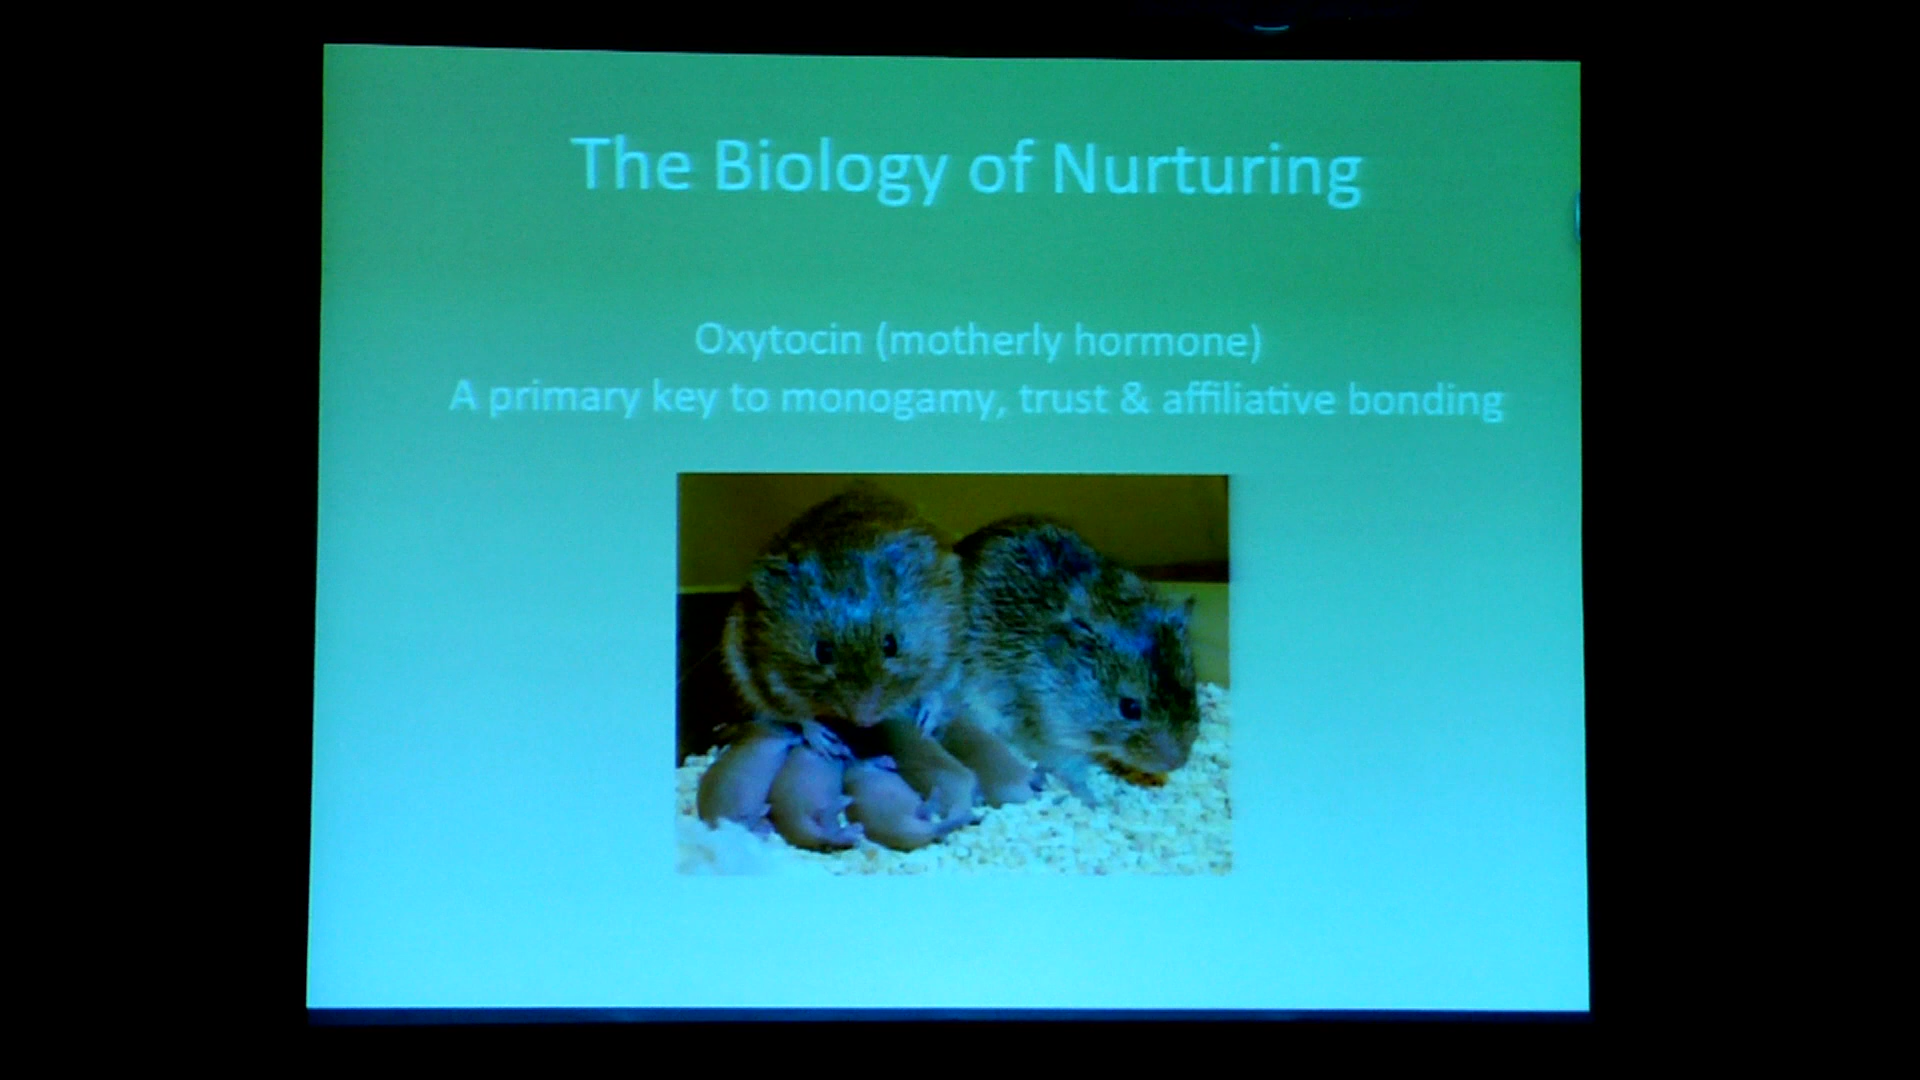 The Biology of Nurturing
Oxytocin (motherly hormone)
A primary key to monogamy, trust & affiliative bonding